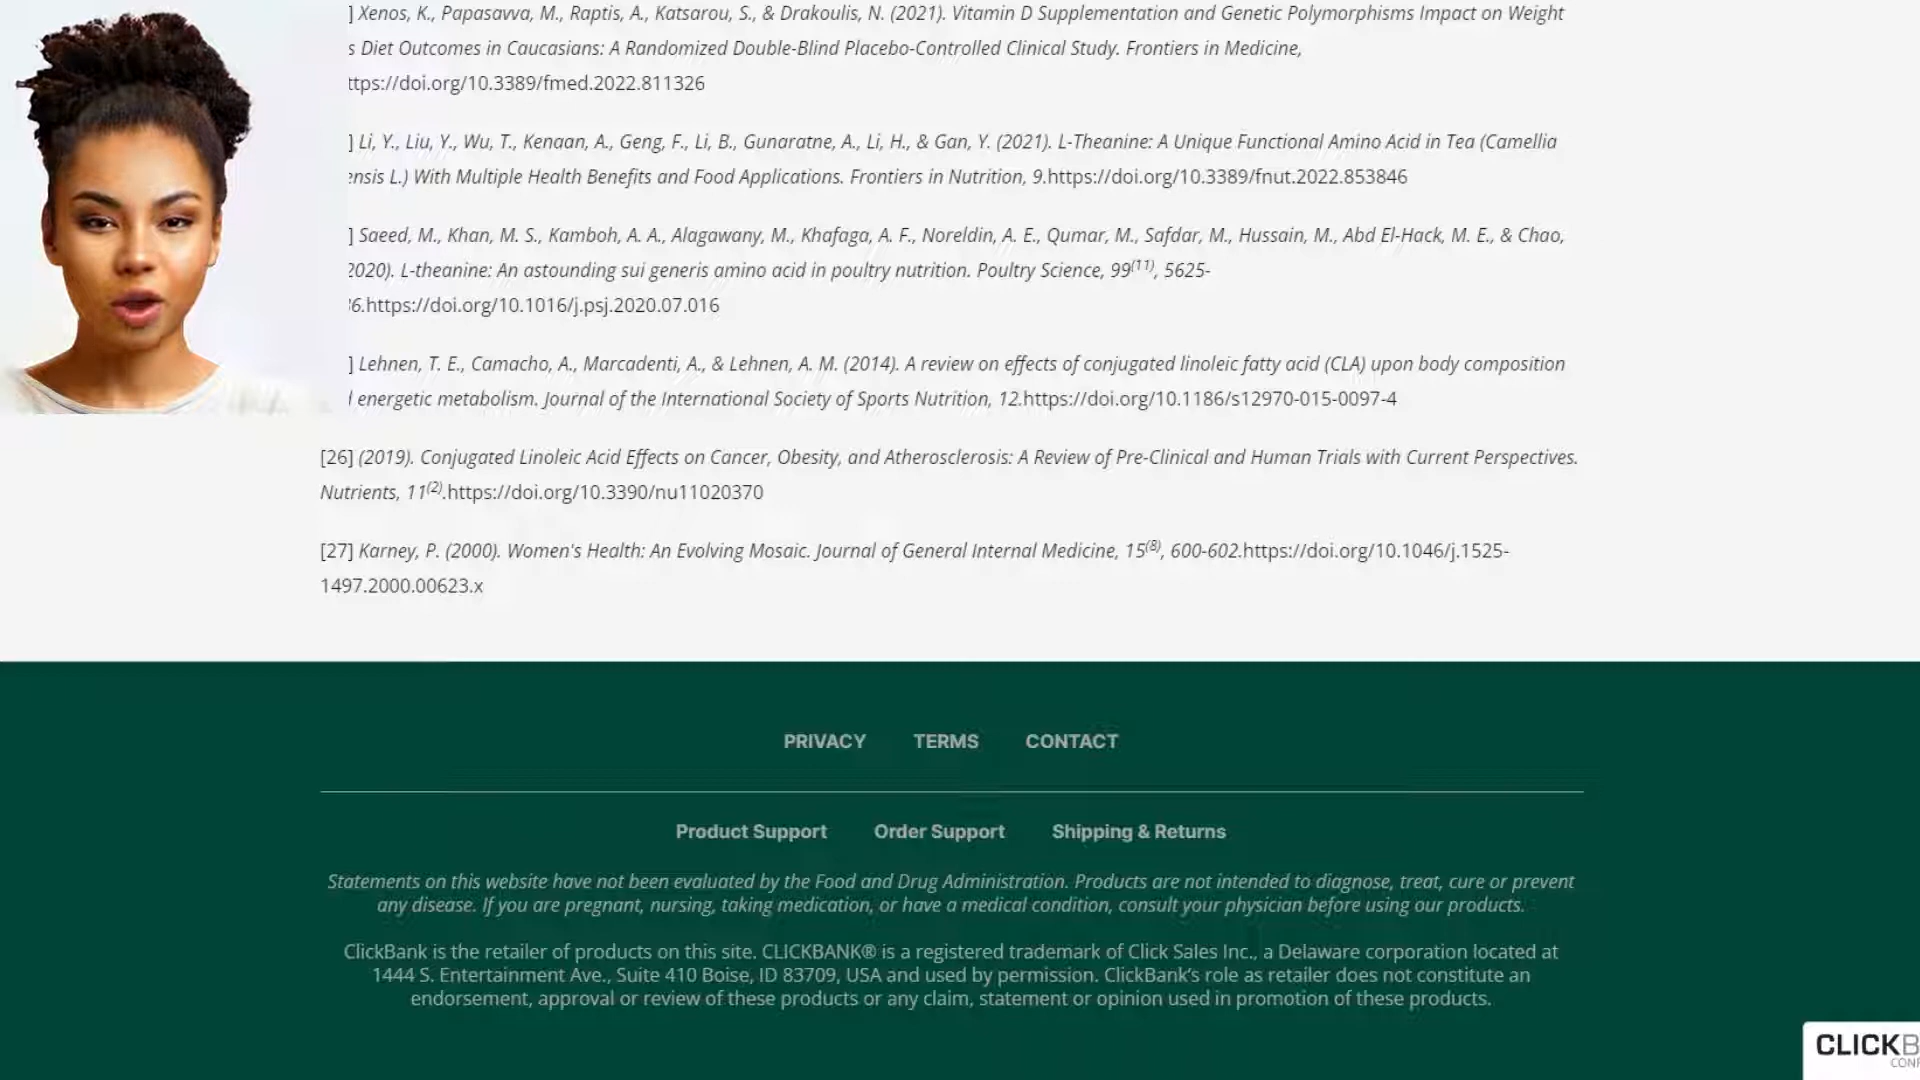 ] Xenos, K., Papasavva, M., Raptis, A., Katsarou, S., & Drakoulis, N. (2021). Vitamin D Supplementation and Genetic Polymorphisms Impact on Weight
s Diet Outcomes in Caucasians: A Randomized Double-Blind Placebo-Controlled Clinical Study. Frontiers in Medicine,
ttps://doi.org/10.3389/fmed.2022.811326
] Li, Y., Liu, Y., Wu, T., Kenaan, A., Geng, F., Li, B., Gunaratne, A., Li, H., & Gan, Y. (2021). L-Theanine: A Unique Functional Amino Acid in Tea (Camellia
ensis L.) With Multiple Health Benefits and Food Applications. Frontiers in Nutrition, 9.https://doi.org/10.3389/fnut.2022.853846
] Saeed, M., Khan, M. S., Kamboh, A. A., Alagawany, M., Khafaga, A. F., Noreldin, A. E., Qumar, M., Safdar, M., Hussain, M., Abd El-Hack, M. E., & Chao,
2020). L-theanine: An astounding sui generis amino acid in poultry nutrition. Poultry Science, 99(11), 5625-
6.https://doi.org/10.1016/j.psj.2020.07.016
] Lehnen, T. E., Camacho, A., Marcadenti, A., & Lehnen, A. M. (2014). A review on effects of conjugated linoleic fatty acid (CLA) upon body composition
energetic metabolism. Journal of the International Society of Sports Nutrition, 12.https://doi.org/10.1186/s12970-015-0097-4
[26] (2019). Conjugated Linoleic Acid Effects on Cancer, Obesity, and Atherosclerosis: A Review of Pre-Clinical and Human Trials with Current Perspectives.
Nutrients, 11(2).https://doi.org/10.3390/nu11020370
[27] Karney, P. (2000). Women's Health: An Evolving Mosaic. Journal of General Internal Medicine, 15(8), 600-602.https://doi.org/10.1046/j.1525-
1497.2000.00623.x
PRIVACY TERMS CONTACT
Product Support Order Support Shipping & Returns
Statements on this website have not been evaluated by the Food and Drug Administration. Products are not intended to diagnose, treat, cure or prevent
any disease. If you are pregnant, nursing, taking medication, or have a medical condition, consult your physician before using our products.
ClickBank is the retailer of products on this site. CLICKBANK® is a registered trademark of Click Sales Inc., a Delaware corporation located at
1444 S. Entertainment Ave., Suite 410 Boise, ID 83709, USA and used by permission. ClickBank's role as retailer does not constitute an
endorsement, approval or review of these products or any claim, statement or opinion used in promotion of these products.
CLICKB
CONF